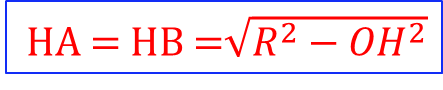 HA = HB =√R² − OH²